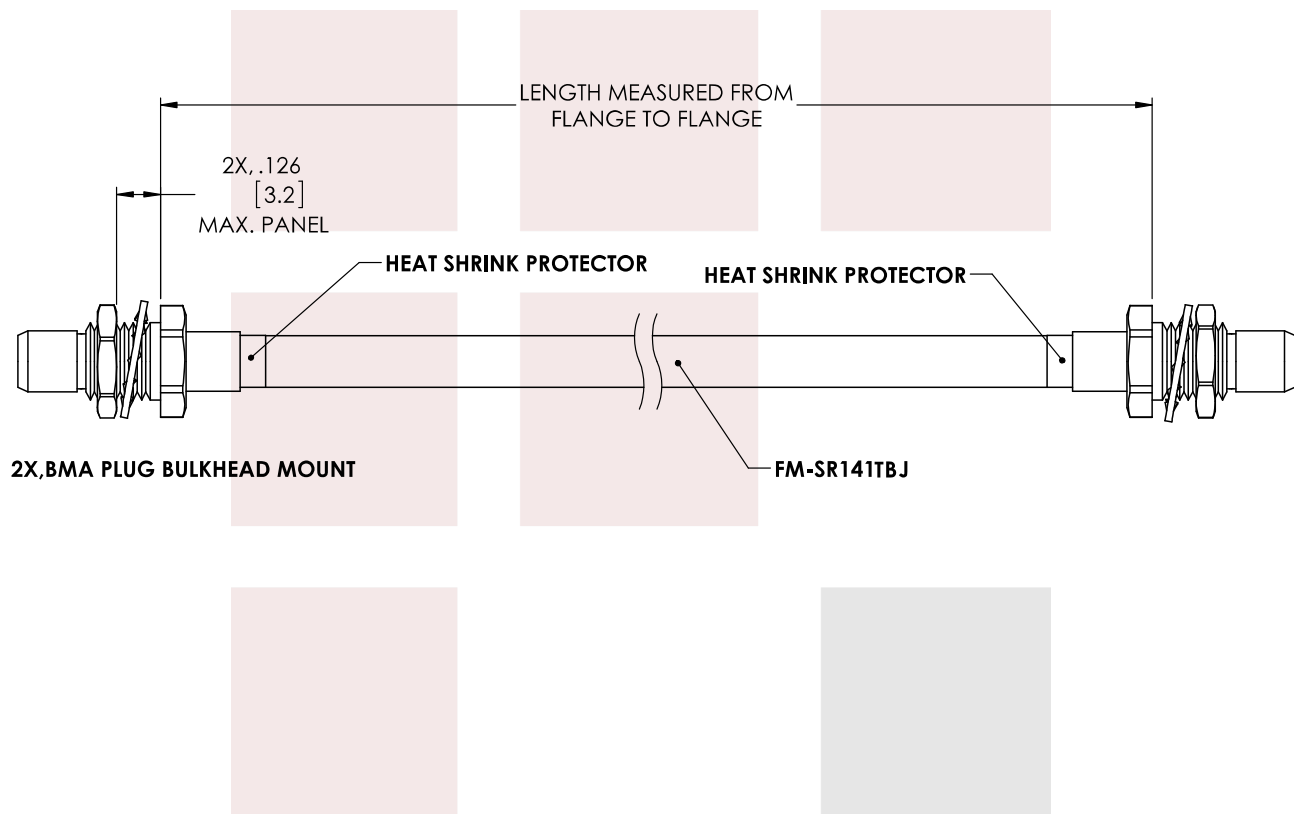 LENGTH MEASURED FROM
FLANGE TO FLANGE
2X, .126
[3.2]
MAX. PANEL
HEAT SHRINK PROTECTOR
HEAT SHRINK PROTECTOR
2X,BMA PLUG BULKHEAD MOUNT
FM-SR141TBJ